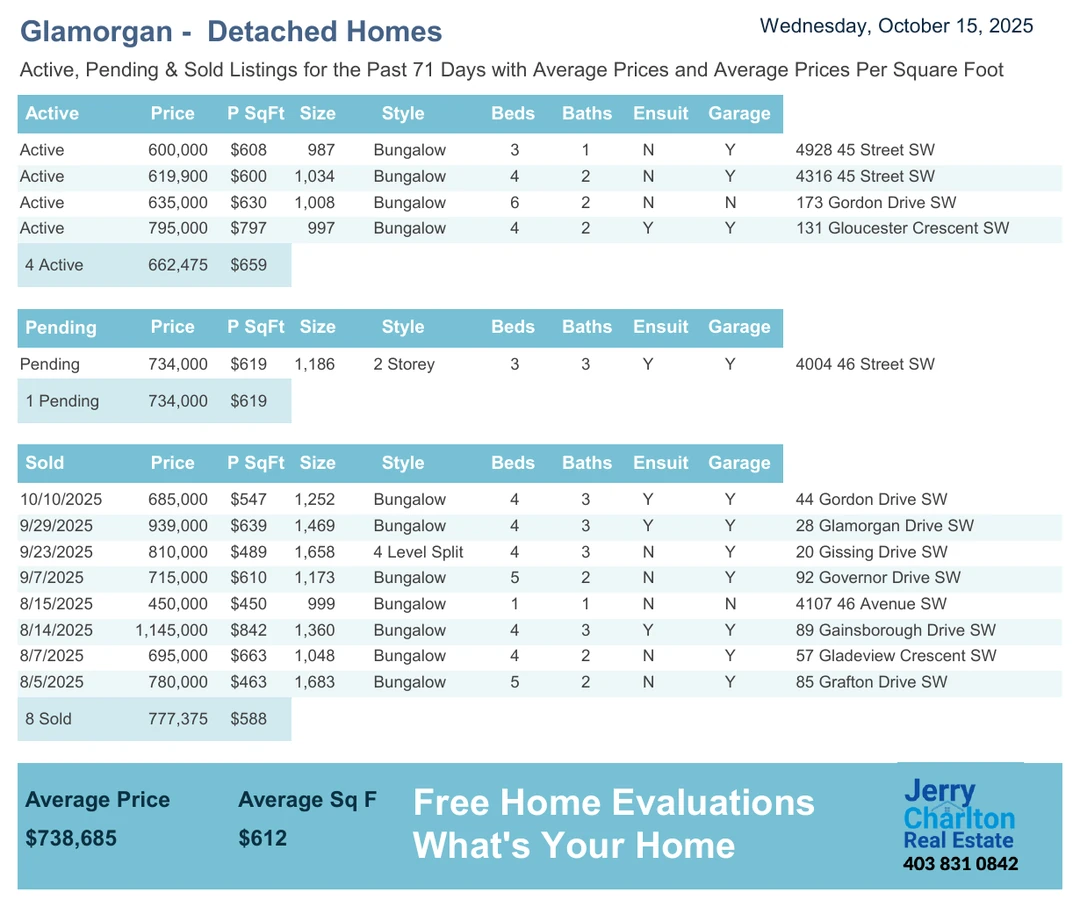 Glamorgan - Detached Homes
Wednesday, October 15, 2025
Active, Pending & Sold Listings for the Past 71 Days with Average Prices and Average Prices Per Square Foot
Active Price P SqFt Size Style Beds Baths Ensuit Garage
Active 600,000 $608 987 Bungalow 3 1 N Y 4928 45 Street SW
Active 619,900 $600 1,034 Bungalow 4 2 N Y 4316 45 Street SW
Active 635,000 $630 1,008 Bungalow 6 2 N N 173 Gordon Drive SW
Active 795,000 $797 997 Bungalow 4 2 Y Y 131 Gloucester Crescent SW
4 Active 662,475 $659
Pending Price P SqFt Size Style Beds Baths Ensuit Garage
Pending 734,000 $619 1,186 2 Storey 3 3 Y Y 4004 46 Street SW
1 Pending 734,000 $619
Sold Price P SqFt Size Style Beds Baths Ensuit Garage
10/10/2025 685,000 $547 1,252 Bungalow 4 3 Y Y 44 Gordon Drive SW
9/29/2025 939,000 $639 1,469 Bungalow 4 3 Y Y 28 Glamorgan Drive SW
9/23/2025 810,000 $489 1,658 4 Level Split 4 3 N Y 20 Gissing Drive SW
9/7/2025 715,000 $610 1,173 Bungalow 5 2 N Y 92 Governor Drive SW
8/15/2025 450,000 $450 999 Bungalow 1 1 N N 4107 46 Avenue SW
8/14/2025 1,145,000 $842 1,360 Bungalow 4 3 Y Y 89 Gainsborough Drive SW
8/7/2025 695,000 $663 1,048 Bungalow 4 2 N Y 57 Gladeview Crescent SW
8/5/2025 780,000 $463 1,683 Bungalow 5 2 N Y 85 Grafton Drive SW
8 Sold 777,375 $588
Average Price Average Sq F
$738,685 $612
Free Home Evaluations
What's Your Home
Jerry
Charlton
Real Estate
403 831 0842